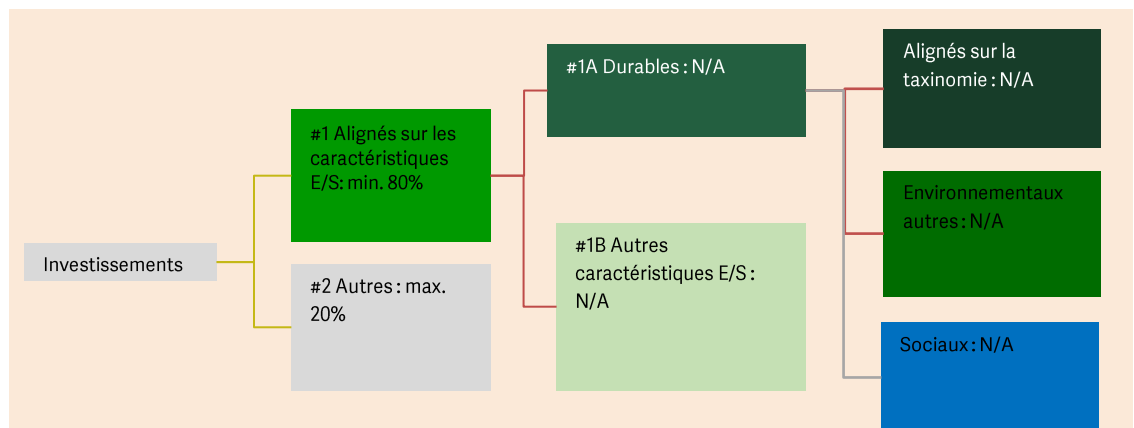 Investissements
#1 Alignés sur les
caractéristiques
E/S: min. 80%
#2 Autres : max.
20%
#1A Durables : N/A
#1B Autres
caractéristiques E/S :
N/A
Alignés sur la
taxinomie : N/A
Environnementaux
autres : N/A
Sociaux : N/A